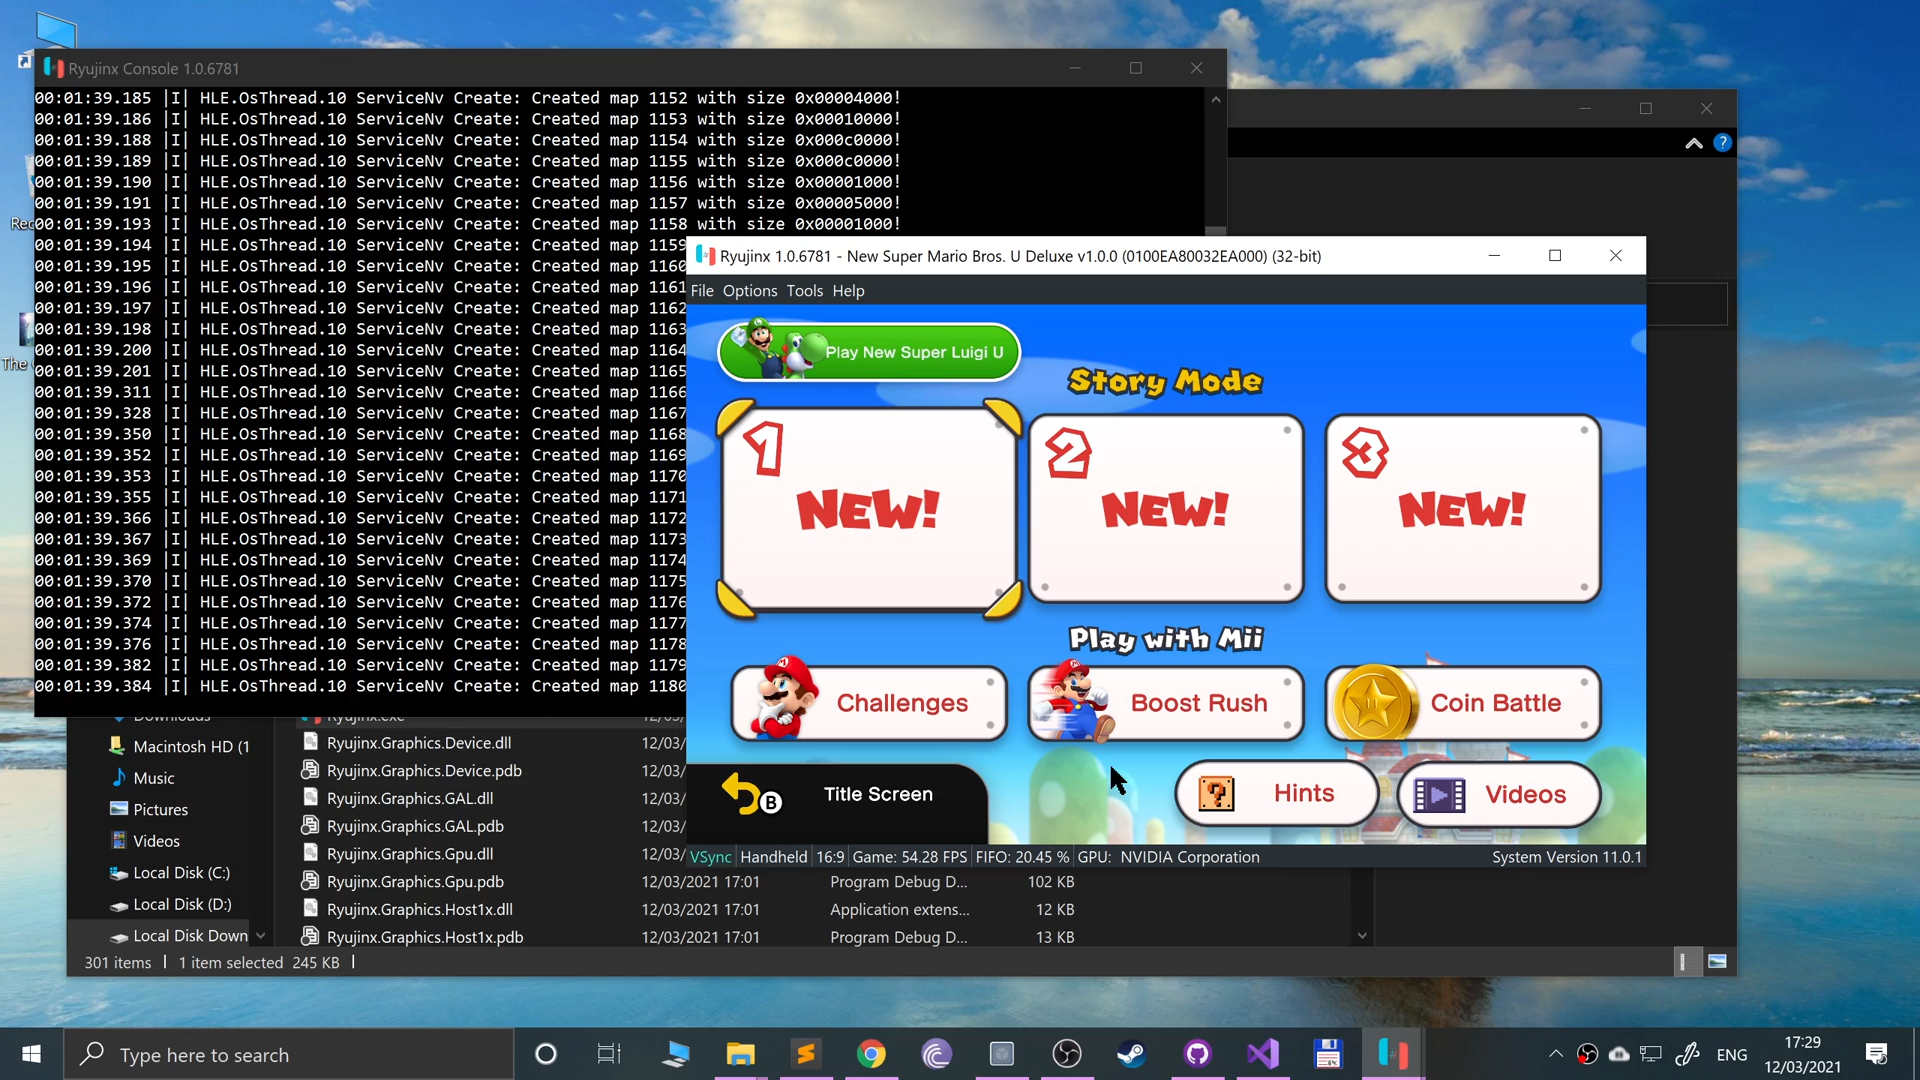 Ryujinx Console 1.0.6781
00:01:39.185 |I| HLE.OsThread.10 ServiceNv Create: Created map 1152 with size 0x00004000!
00:01:39.186 |I| HLE.OsThread.10 ServiceNv Create: Created map 1153 with size 0x00010000!
00:01:39.188 |I| HLE.OsThread.10 ServiceNv Create: Created map 1154 with size 0x000c0000!
00:01:39.189 |I| HLE.OsThread.10 ServiceNv Create: Created map 1155 with size 0x000c0000!
00:01:39.190 |I| HLE.OsThread.10 ServiceNv Create: Created map 1156 with size 0x00001000!
00:01:39.191 |I| HLE.OsThread.10 ServiceNv Create: Created map 1157 with size 0x00005000!
00:01:39.193 |I| HLE.OsThread.10 ServiceNv Create: Created map 1158 with size 0x00001000!
00:01:39.194 |I| HLE.OsThread.10 ServiceNv Create: Created map 1159
00:01:39.195 |I| HLE.OsThread.10 ServiceNv Create: Created map 1160
00:01:39.196 |I| HLE.OsThread.10 ServiceNv Create: Created map 1161
00:01:39.197 |I| HLE.OsThread.10 ServiceNv Create: Created map 1162
00:01:39.198 |I| HLE.OsThread.10 ServiceNv Create: Created map 1163
00:01:39.200 |I| HLE.OsThread.10 ServiceNv Create: Created map 1164
00:01:39.201 |I| HLE.OsThread.10 ServiceNv Create: Created map 1165
00:01:39.311 |I| HLE.OsThread.10 ServiceNv Create: Created map 1166
00:01:39.328 |I| HLE.OsThread.10 ServiceNv Create: Created map 1167
00:01:39.350 |I| HLE.OsThread.10 ServiceNv Create: Created map 1168
00:01:39.352 |I| HLE.OsThread.10 ServiceNv Create: Created map 1169
00:01:39.353 |I| HLE.OsThread.10 ServiceNv Create: Created map 1170
00:01:39.355 |I| HLE.OsThread.10 ServiceNv Create: Created map 1171
00:01:39.366 |I| HLE.OsThread.10 ServiceNv Create: Created map 1172
00:01:39.367 |I| HLE.OsThread.10 ServiceNv Create: Created map 1173
00:01:39.369 |I| HLE.OsThread.10 ServiceNv Create: Created map 1174
00:01:39.370 |I| HLE.OsThread.10 ServiceNv Create: Created map 1175
00:01:39.372 |I| HLE.OsThread.10 ServiceNv Create: Created map 1176
00:01:39.374 |I| HLE.OsThread.10 ServiceNv Create: Created map 1177
00:01:39.376 |I| HLE.OsThread.10 ServiceNv Create: Created map 1178
00:01:39.382 |I| HLE.OsThread.10 ServiceNv Create: Created map 1179
00:01:39.384 |I| HLE.OsThread.10 ServiceNv Create: Created map 1180
Rec
The
Ryujinx 1.0.6781 - New Super Mario Bros. U Deluxe v1.0.0 (0100EA80032EA000) (32-bit)
File Options Tools Help
Play New Super Luigi U
Story Mode
1 NEW!
2 NEW!
3 NEW!
Play with Mii
Challenges
Boost Rush
Coin Battle
B Title Screen
Hints
Videos
VSync Handheld 16:9 Game: 54.28 FPS FIFO: 20.45 % GPU: NVIDIA Corporation System Version 11.0.1
Downloads
Macintosh HD (1
Music
Pictures
Videos
Local Disk (C:)
Local Disk (D:)
Local Disk Down
Ryujinx.exe 12/03/
Ryujinx.Graphics.Device.dll 12/03/
Ryujinx.Graphics.Device.pdb 12/03/
Ryujinx.Graphics.GAL.dll 12/03/
Ryujinx.Graphics.GAL.pdb 12/03/
Ryujinx.Graphics.Gpu.dll 12/03/
Ryujinx.Graphics.Gpu.pdb 12/03/2021 17:01 Program Debug D... 102 KB
Ryujinx.Graphics.Host1x.dll 12/03/2021 17:01 Application extens... 12 KB
Ryujinx.Graphics.Host1x.pdb 12/03/2021 17:01 Program Debug D... 13 KB
301 items 1 item selected 245 KB
Type here to search
ENG
17:29
12/03/2021